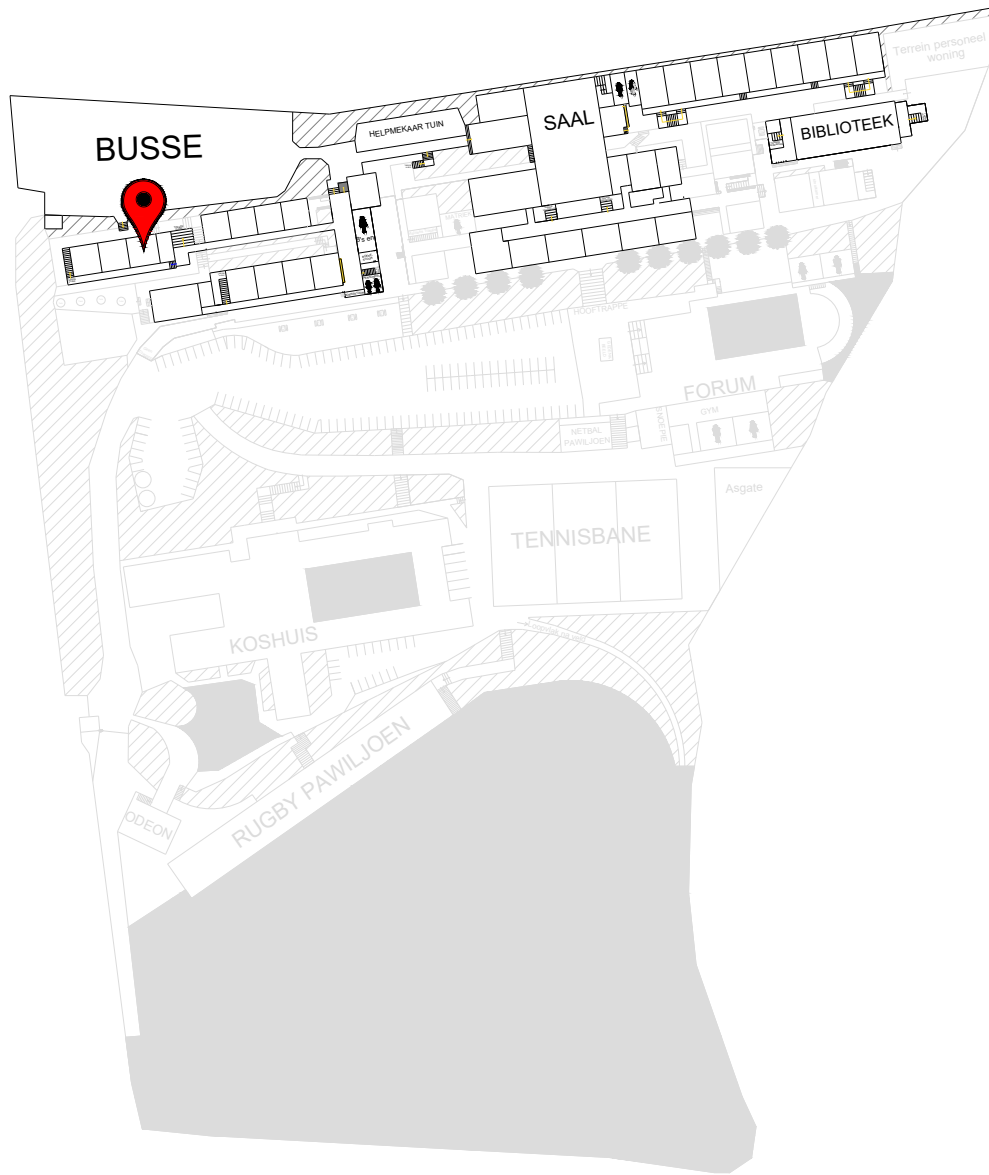 Terrein personeel
woning
BUSSE
HELPMEKAAR TUIN
SAAL
BIBLIOTEEK
HOOFTRAPPE
FORUM
GYM
NETBAL
PAWILJOEN
Asgate
TENNISBANE
KOSHUIS
RUGBY PAWILJOEN
ODEON